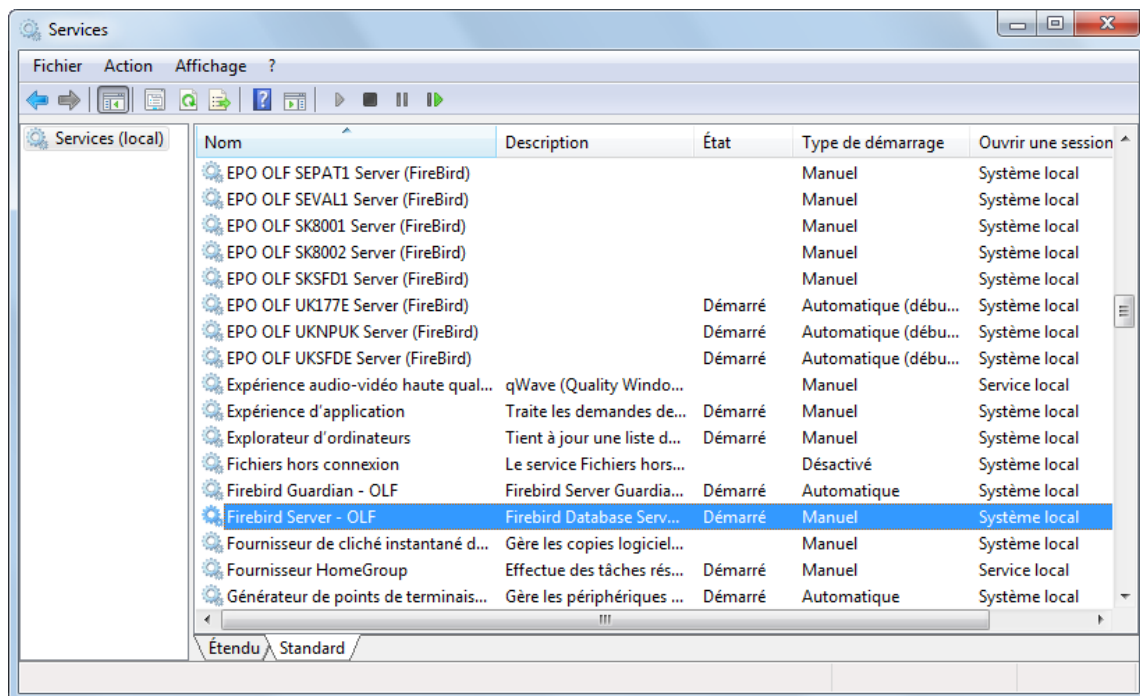 Services
Fichier Action Affichage ?
Services (local)
Nom Description État Type de démarrage Ouvrir une session
EPO OLF SEPAT1 Server (FireBird) Manuel Système local
EPO OLF SEVAL1 Server (FireBird) Manuel Système local
EPO OLF SK8001 Server (FireBird) Manuel Système local
EPO OLF SK8002 Server (FireBird) Manuel Système local
EPO OLF SKSFD1 Server (FireBird) Manuel Système local
EPO OLF UK177E Server (FireBird) Démarré Automatique (débu... Système local
EPO OLF UKNPUK Server (FireBird) Démarré Automatique (débu... Système local
EPO OLF UKSFDE Server (FireBird) Démarré Automatique (débu... Système local
Expérience audio-vidéo haute qual... qWave (Quality Windo... Manuel Service local
Expérience d'application Traite les demandes de... Démarré Manuel Système local
Explorateur d'ordinateurs Tient à jour une liste d... Démarré Manuel Système local
Fichiers hors connexion Le service Fichiers hors... Désactivé Système local
Firebird Guardian - OLF Firebird Server Guardia... Démarré Automatique Système local
Firebird Server - OLF Firebird Database Serv... Démarré Manuel Système local
Fournisseur de cliché instantané d... Gère les copies logiciel... Manuel Système local
Fournisseur HomeGroup Effectue des tâches rés... Démarré Manuel Service local
Générateur de points de terminais... Gère les périphériques ... Démarré Automatique Système local
Étendu Standard